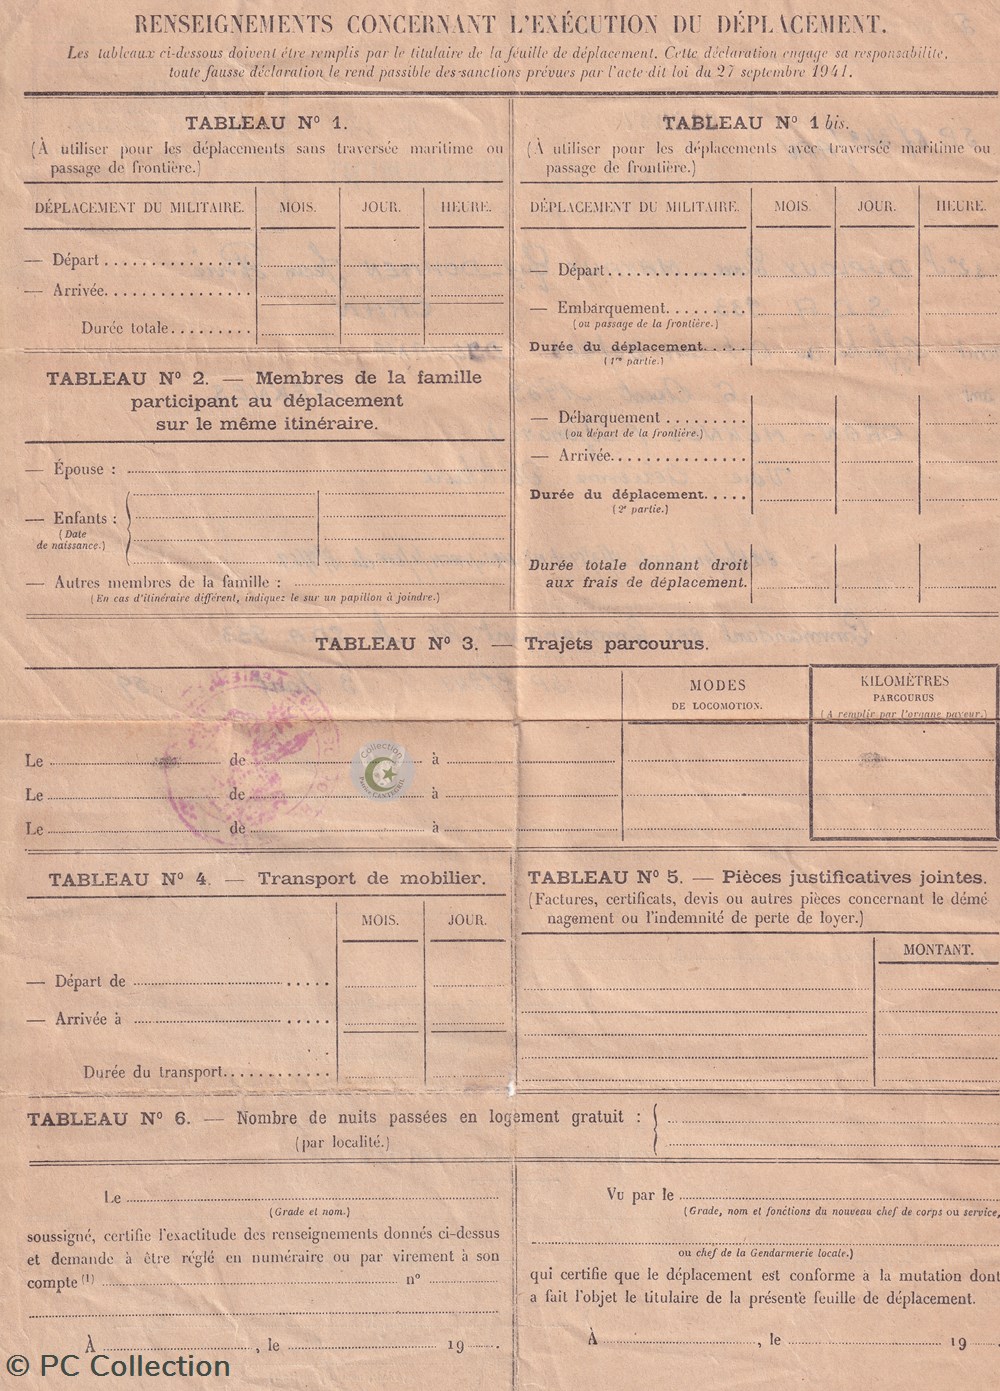 RENSEIGNEMENTS CONCERNANT L'EXÉCUTION DU DÉPLACEMENT.
Les tableaux ci-dessous doivent être remplis par le titulaire de la feuille de déplacement. Cette déclaration engage sa responsabilité,
toute fausse déclaration le rend passible des sanctions prévues par l'acte dit loi du 27 septembre 1941.
TABLEAU Nº 1.
(À utiliser pour les déplacements sans traversée maritime ou
passage de frontière.)
DÉPLACEMENT DU MILITAIRE. MOIS. JOUR. HEURE.
— Départ
— Arrivée
Durée totale
TABLEAU Nº 1 bis.
(À utiliser pour les déplacements avec traversée maritime ou
passage de frontière.)
DÉPLACEMENT DU MILITAIRE. MOIS. JOUR. HEURE.
— Départ
— Embarquement
(ou passage de la frontière.)
Durée du déplacement
(1re partie.)
— Débarquement
(ou départ de la frontière.)
— Arrivée
Durée du déplacement
(2e partie.)
Durée totale donnant droit
aux frais de déplacement.
TABLEAU Nº 2. — Membres de la famille
participant au déplacement
sur le même itinéraire.
— Épouse :
— Enfants :
(Date
de naissance.)
— Autres membres de la famille :
(En cas d'itinéraire différent, indiquez le sur un papillon à joindre.)
TABLEAU Nº 3. — Trajets parcourus.
MODES
DE LOCOMOTION.
KILOMÈTRES
PARCOURUS
(A remplir par l'organe payeur.)
Le de à
Le de à
Le de à
Collection
TABLEAU Nº 4. — Transport de mobilier.
MOIS. JOUR.
— Départ de
— Arrivée à
Durée du transport
TABLEAU Nº 5. — Pièces justificatives jointes.
(Factures, certificats, devis ou autres pièces concernant le démé
nagement ou l'indemnité de perte de loyer.)
MONTANT.
TABLEAU Nº 6. — Nombre de nuits passées en logement gratuit :
(par localité.)
Le
(Grade et nom.)
soussigné, certifie l'exactitude des renseignements donnés ci-dessus
et demande à être réglé en numéraire ou par virement à son
compte (1) nº
À , le 19 .
Vu par le
(Grade, nom et fonctions du nouveau chef de corps ou service,
ou chef de la Gendarmerie locale.)
qui certifie que le déplacement est conforme à la mutation dont
a fait l'objet le titulaire de la présente feuille de déplacement.
À , le 19
© PC Collection